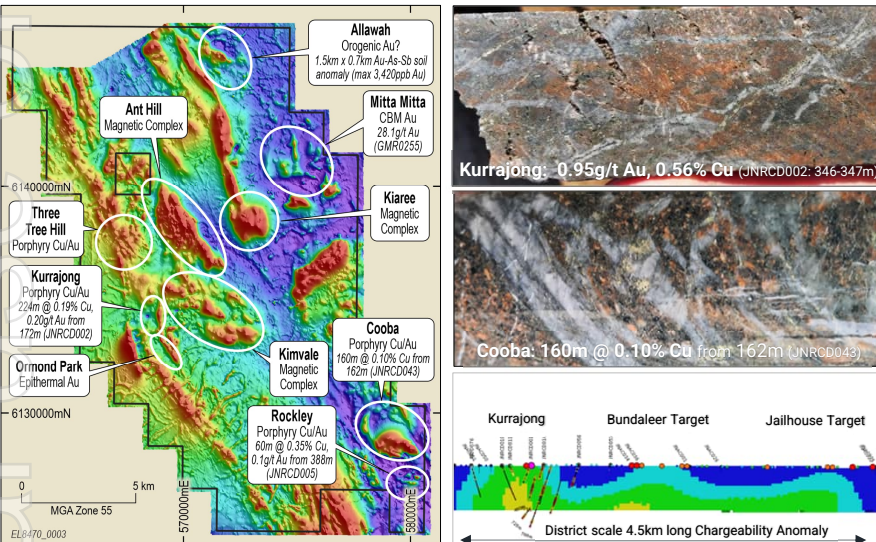 Allawah
Orogenic Au?
1.5km x 0.7km Au-As-Sb soil
anomaly (max 3,420ppb Au)
Ant Hill
Magnetic Complex
Mitta Mitta
CBM Au
28.1g/t Au
(GMR0255)
6140000mN
Kiaree
Magnetic
Complex
Three
Tree Hill
Porphyry Cu/Au
Kurrajong
Porphyry Cu/Au
224m @ 0.19% Cu,
0.20g/t Au from
172m (JNRCD002)
Ormond Park
Epithermal Au
Kimvale
Magnetic
Complex
Cooba
Porphyry Cu/Au
160m @ 0.10% Cu from
162m (JNRCD043)
6130000mN
Rockley
Porphyry Cu/Au
60m @ 0.35% Cu,
0.1g/t Au from 388m
(JNRCD005)
0 5 km
MGA Zone 55
570000mE
580000mE
EL8470_0003
Kurrajong: 0.95g/t Au, 0.56% Cu (JNRCD002: 346-347m)
Cooba: 160m @ 0.10% Cu from 162m (JNRCD043)
Kurrajong Bundaleer Target Jailhouse Target
District scale 4.5km long Chargeability Anomaly